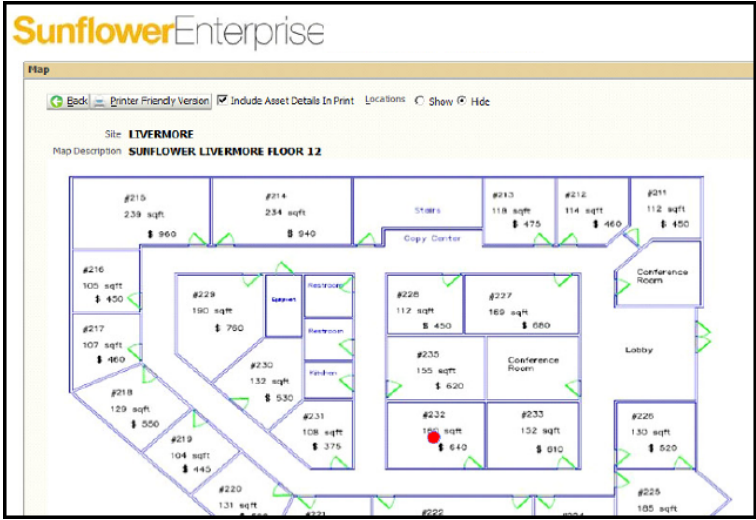 SunflowerEnterprise
Map
Back Printer Friendly Version Include Asset Details In Print Locations Show Hide
Site LIVERMORE
Map Description SUNFLOWER LIVERMORE FLOOR 12
#215
239 sqft
$ 960
#214
234 sqft
$ 940
Stairs
Copy Center
#213
118 sqft
$ 475
#212
114 sqft
$ 460
#211
112 sqft
$ 450
#216
105 sqft
$ 450
#229
190 sqft
$ 760
Restroom
#228
112 sqft
$ 450
#227
169 sqft
$ 680
Conference
Room
#217
107 sqft
$ 460
Restroom
Lobby
#230
132 sqft
$ 530
Kitchen
#235
155 sqft
$ 620
Conference
Room
#218
129 sqft
$ 550
#231
108 sqft
$ 375
#232
160 sqft
$ 640
#233
152 sqft
$ 610
#226
130 sqft
$ 520
#219
104 sqft
$ 445
#220
131 sqft
#221
#222
#225
185 sqft